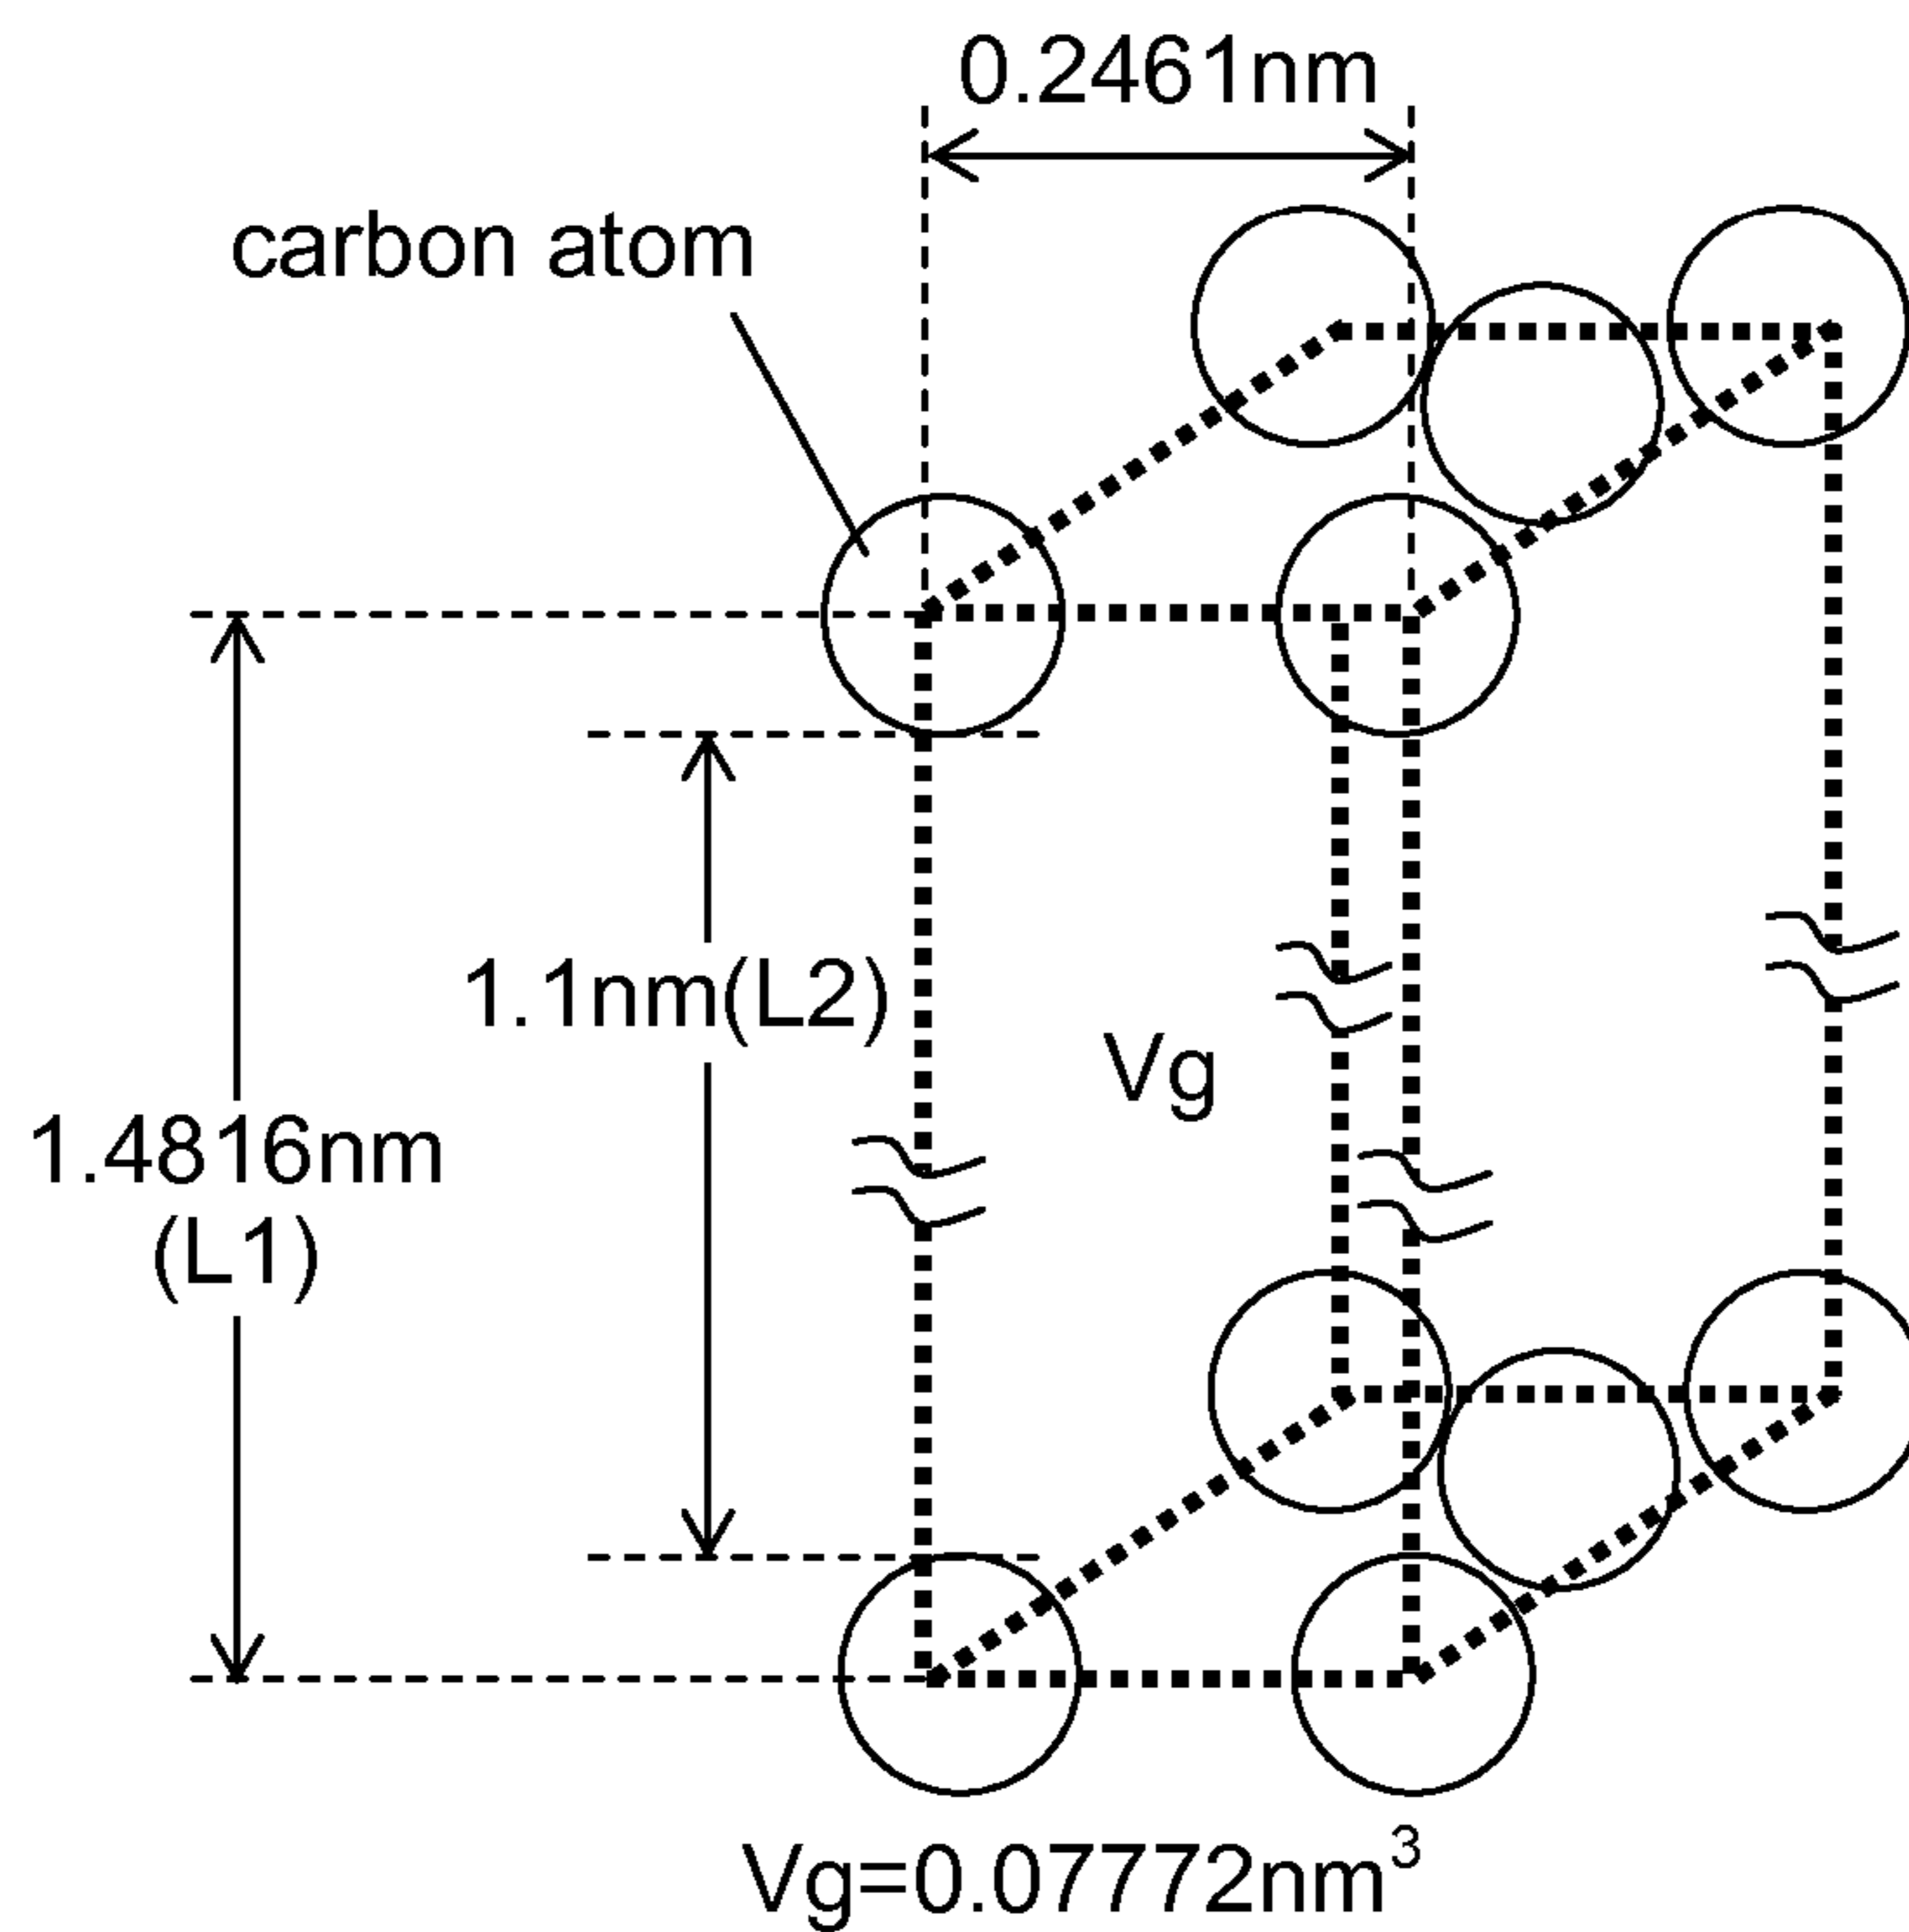 0.2461nm
carbon atom
1.1nm(L2)
Vg
1.4816nm
(L1)
Vg=0.07772nm³